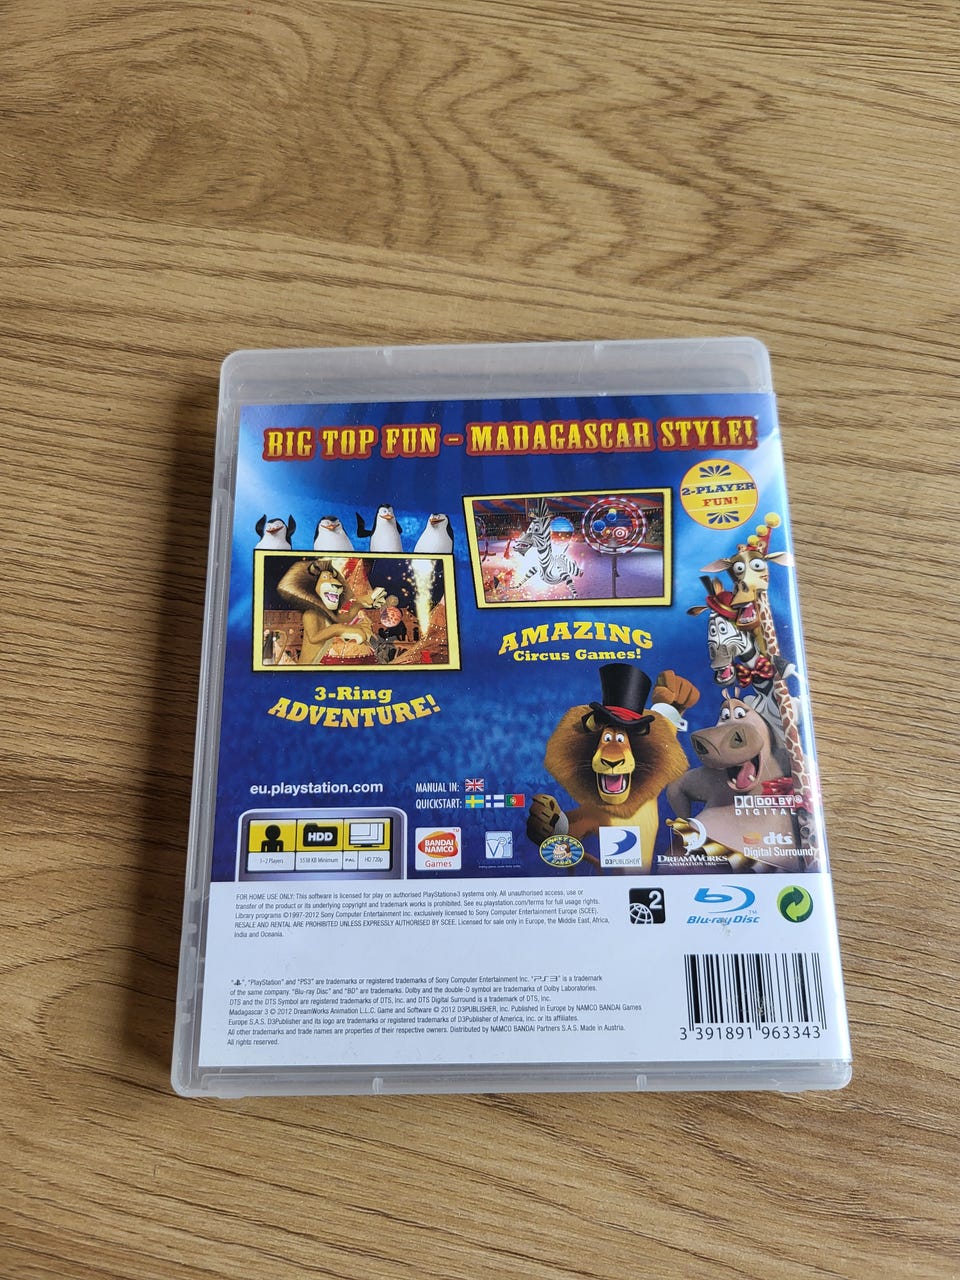 BIG TOP FUN - MADAGASCAR STYLE!
2-PLAYER
FUN!
AMAZING
Circus Games!
3-Ring
ADVENTURE!
eu.playstation.com
MANUAL IN:
QUICKSTART:
DOLBY®
DIGITAL
HDD
1-2 Players
PAL
HD 720p
BANDAI
NAMCO
Games
TM
D3PUBLISHER
DREAMWORKS
ANIMATION SKG
dts
Digital Surround
FOR HOME USE ONLY: This software is licensed for play on authorised PlayStation®3 systems only. All unauthorised access, use or
transfer of the product or its underlying copyright and trademark works is prohibited. See eu.playstation.com/terms for full usage rights.
Library programs ©1997-2012 Sony Computer Entertainment Inc. exclusively licensed to Sony Computer Entertainment Europe (SCEE).
RESALE AND RENTAL ARE PROHIBITED UNLESS EXPRESSLY AUTHORISED BY SCEE. Licensed for sale only in Europe, the Middle East, Africa,
India and Oceania.
2
Blu-ray Disc
TM
", "PlayStation" and "PS3" are trademarks or registered trademarks of Sony Computer Entertainment Inc. "PS3" is a trademark
of the same company. "Blu-ray Disc" and "BD" are trademarks. Dolby and the double-D symbol are trademarks of Dolby Laboratories.
DTS and the DTS Symbol are registered trademarks of DTS, Inc. and DTS Digital Surround is a trademark of DTS, Inc.
Madagascar 3 © 2012 DreamWorks Animation L.L.C. Game and Software © 2012 D3PUBLISHER, Inc. Published in Europe by NAMCO BANDAI Games
Europe S.A.S. D3Publisher and its logo are trademarks or registered trademarks of D3Publisher of America, Inc. or its affiliates.
All other trademarks and trade names are properties of their respective owners. Distributed by NAMCO BANDAI Partners S.A.S. Made in Austria.
All rights reserved.
3 391891 963343